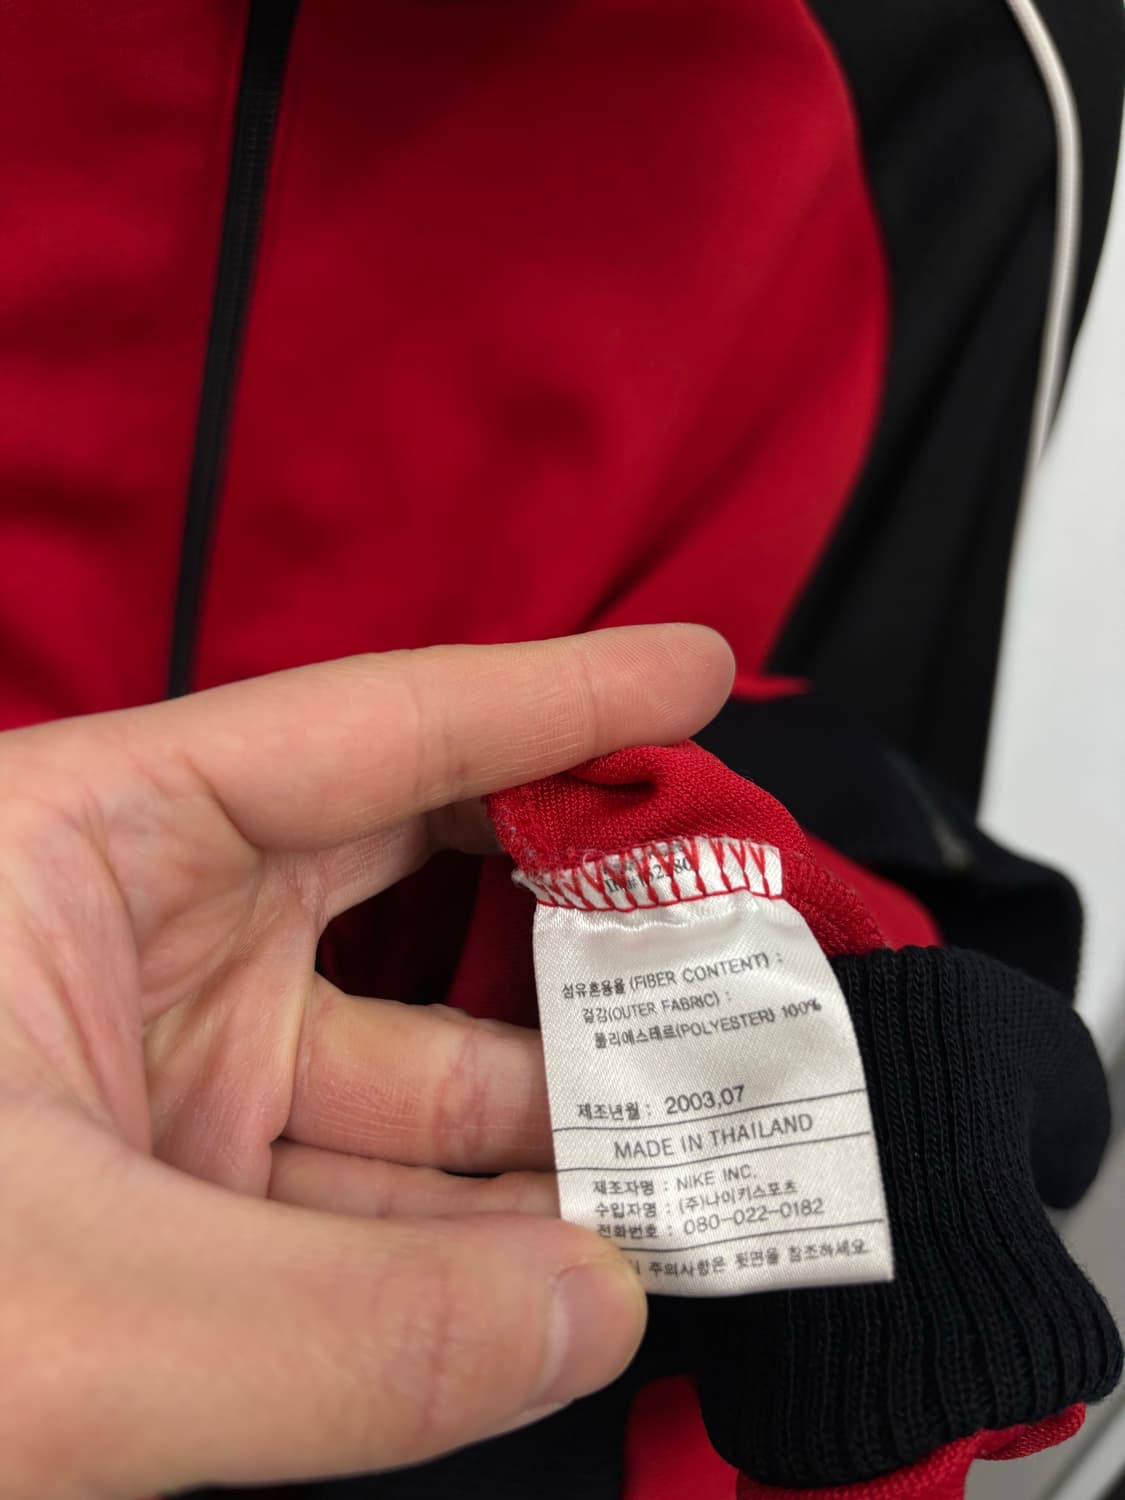 섬유혼용율 (FIBER CONTENT) :
겉감(OUTER FABRIC) :
폴리에스테르(POLYESTER) 100%
제조년월 : 2003,07
MADE IN THAILAND
제조자명 : NIKE INC.
수입자명 : (주)나이키스포츠
전화번호 : 080-022-0182
주의사항은 뒷면을 참조하세요.